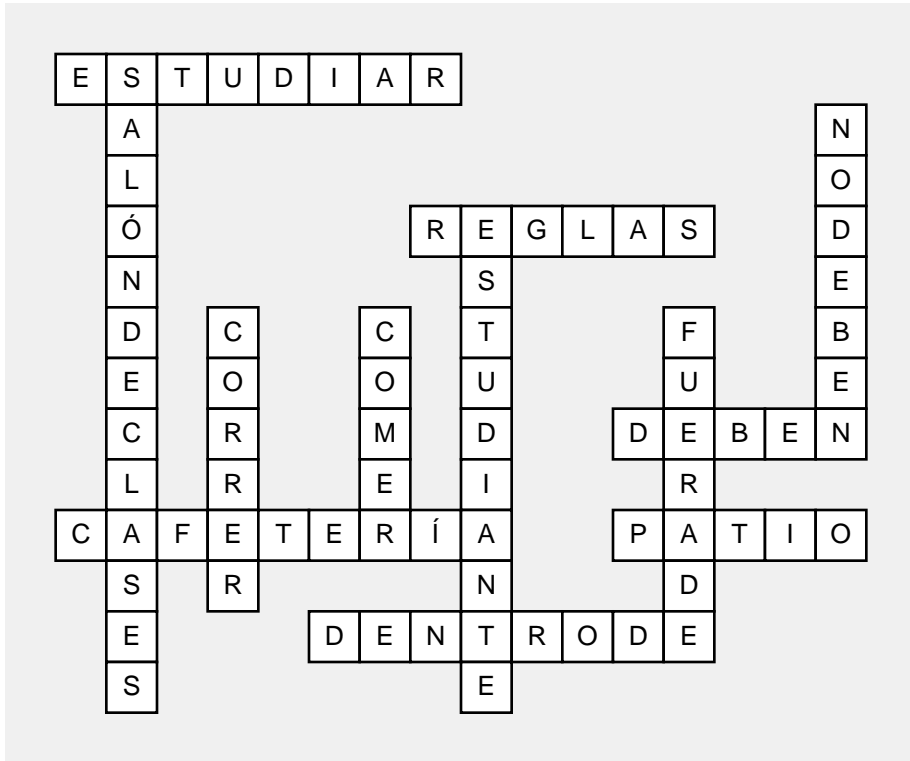 ESTUDIAR
SALÓNDECLASES
NODEBEN
REGLAS
ESTUDIANTE
CORRER
COMER
FUERADE
DEBEN
CAFETERÍA
PATIO
DENTRODE